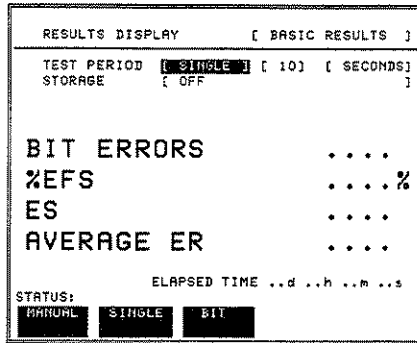 RESULTS DISPLAY [ BASIC RESULTS ]
TEST PERIOD [ SINGLE ] [ 10] [ SECONDS]
STORAGE [ OFF ]
BIT ERRORS ....
%EFS ....%
ES ....
AVERAGE ER ....
ELAPSED TIME ..d ..h ..m ..s
STATUS:
MANUAL SINGLE BIT